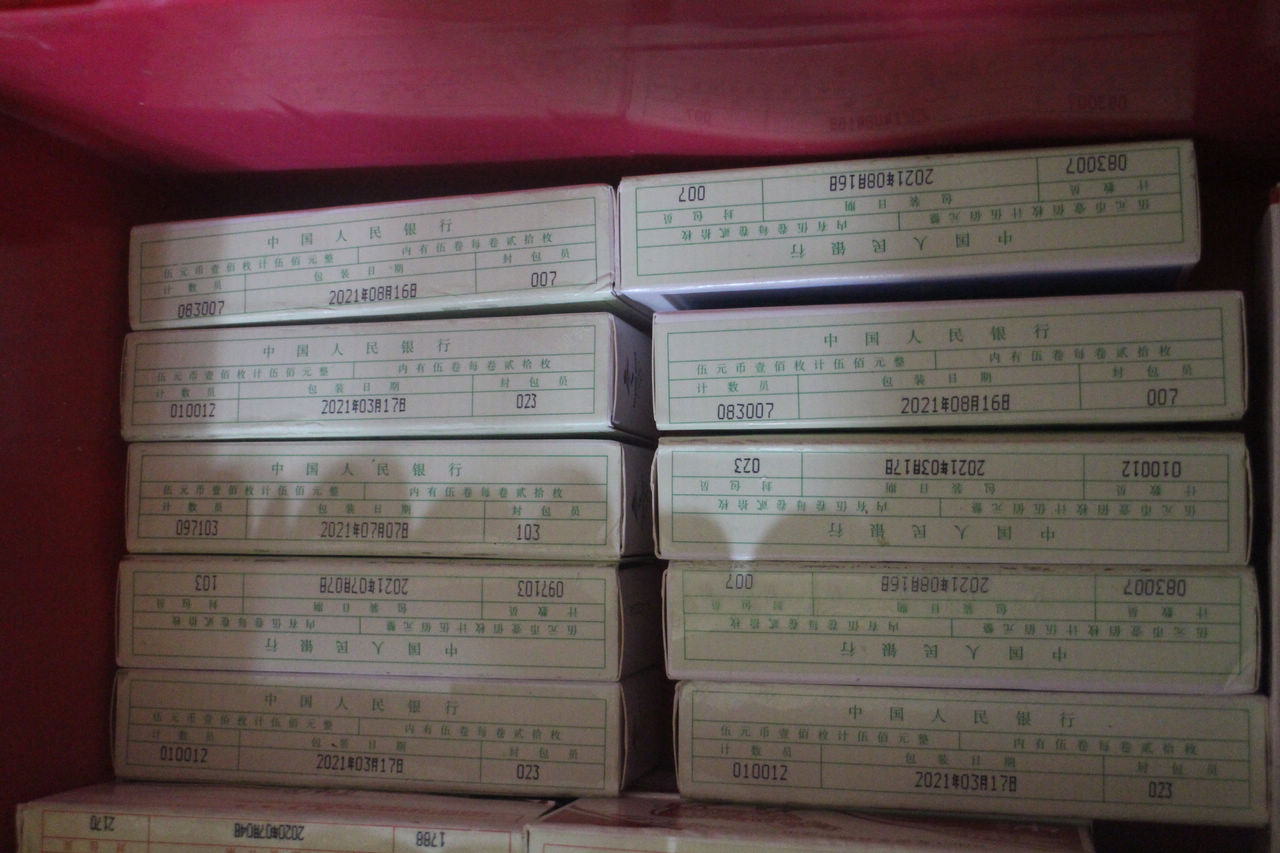 中国人民银行
伍元币壹佰枚计伍佰元整 内有伍卷每卷贰拾枚
计数员 包装日期 封包员
083007 2021年08月16日 007
中国人民银行
伍元币壹佰枚计伍佰元整 内有伍卷每卷贰拾枚
计数员 包装日期 封包员
083007 2021年08月16日 007
中国人民银行
伍元币壹佰枚计伍佰元整 内有伍卷每卷贰拾枚
计数员 包装日期 封包员
010012 2021年03月17日 023
中国人民银行
伍元币壹佰枚计伍佰元整 内有伍卷每卷贰拾枚
计数员 包装日期 封包员
083007 2021年08月16日 007
中国人民银行
伍元币壹佰枚计伍佰元整 内有伍卷每卷贰拾枚
计数员 包装日期 封包员
097103 2021年07月07日 103
中国人民银行
伍元币壹佰枚计伍佰元整 内有伍卷每卷贰拾枚
计数员 包装日期 封包员
010012 2021年03月17日 023
中国人民银行
伍元币壹佰枚计伍佰元整 内有伍卷每卷贰拾枚
计数员 包装日期 封包员
097103 2021年07月07日 103
中国人民银行
伍元币壹佰枚计伍佰元整 内有伍卷每卷贰拾枚
计数员 包装日期 封包员
083007 2021年08月16日 007
中国人民银行
伍元币壹佰枚计伍佰元整 内有伍卷每卷贰拾枚
计数员 包装日期 封包员
010012 2021年03月17日 023
中国人民银行
伍元币壹佰枚计伍佰元整 内有伍卷每卷贰拾枚
计数员 包装日期 封包员
010012 2021年03月17日 023
1788 2020年07月04日 2170